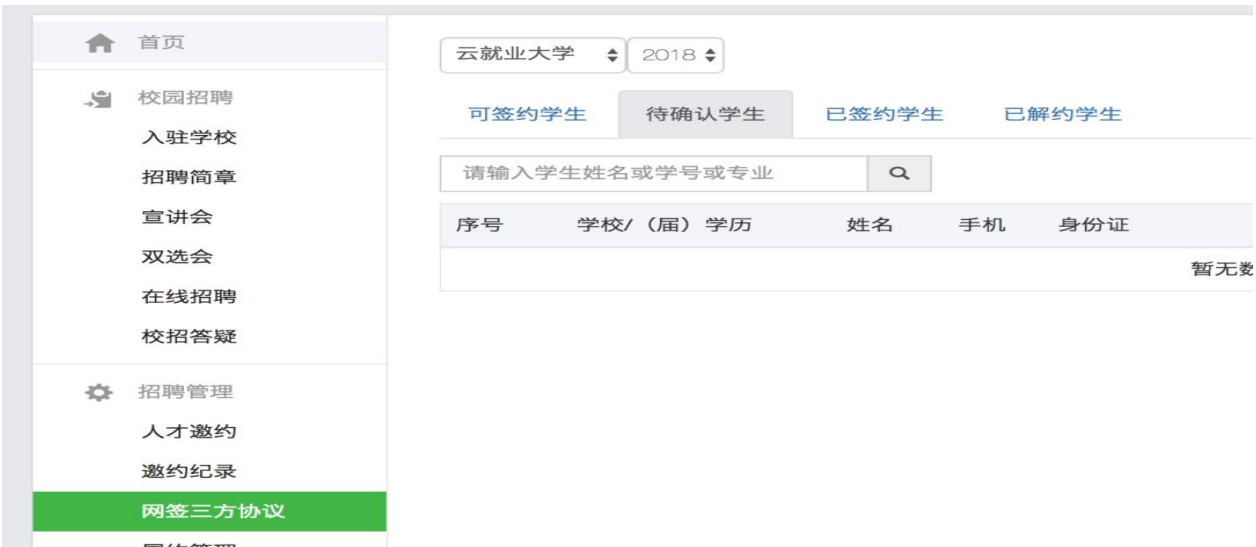 首页
校园招聘
入驻学校
招聘简章
宣讲会
双选会
在线招聘
校招答疑
招聘管理
人才邀约
邀约纪录
网签三方协议
云就业大学 2018
可签约学生 待确认学生 已签约学生 已解约学生
请输入学生姓名或学号或专业
序号 学校/（届）学历 姓名 手机 身份证
暂无数